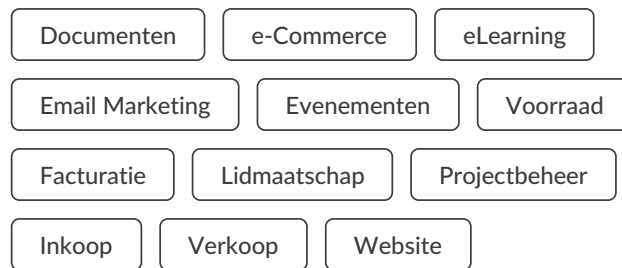 Documenten e-Commerce eLearning
Email Marketing Evenementen Voorraad
Facturatie Lidmaatschap Projectbeheer
Inkoop Verkoop Website